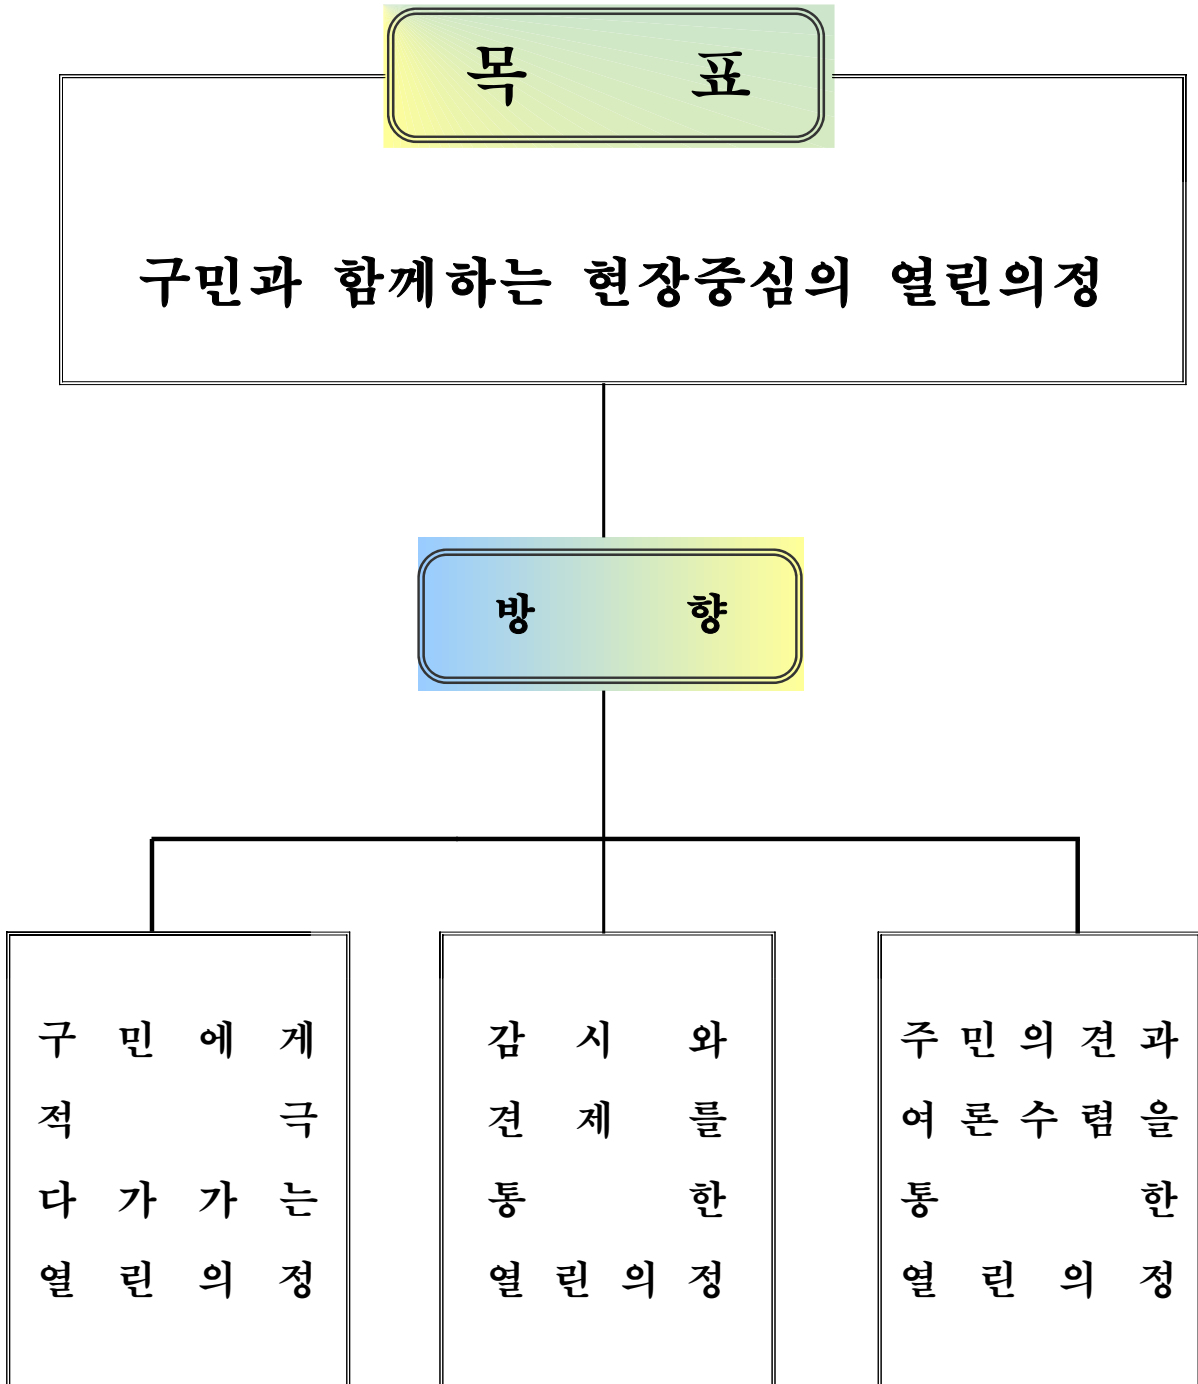 목 표
구민과 함께하는 현장중심의 열린의정
방 향
구 민 에 게
적 극
다 가 가 는
열 린 의 정
감 시 와
견 제 를
통 한
열 린 의 정
주 민 의 견 과
여 론 수 렴 을
통 한
열 린 의 정